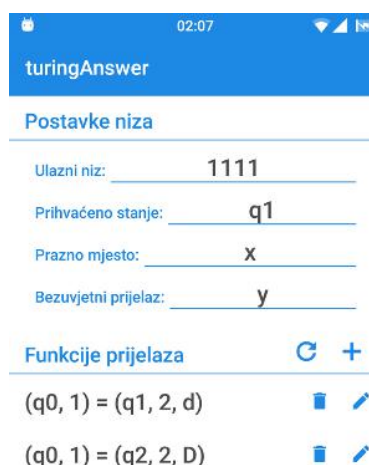 02:07
turingAnswer
Postavke niza
Ulazni niz: 1111
Prihvaćeno stanje: q1
Prazno mjesto: x
Bezuvjetni prijelaz: y
Funkcije prijelaza
(q0, 1) = (q1, 2, d)
(q0, 1) = (q2, 2, D)